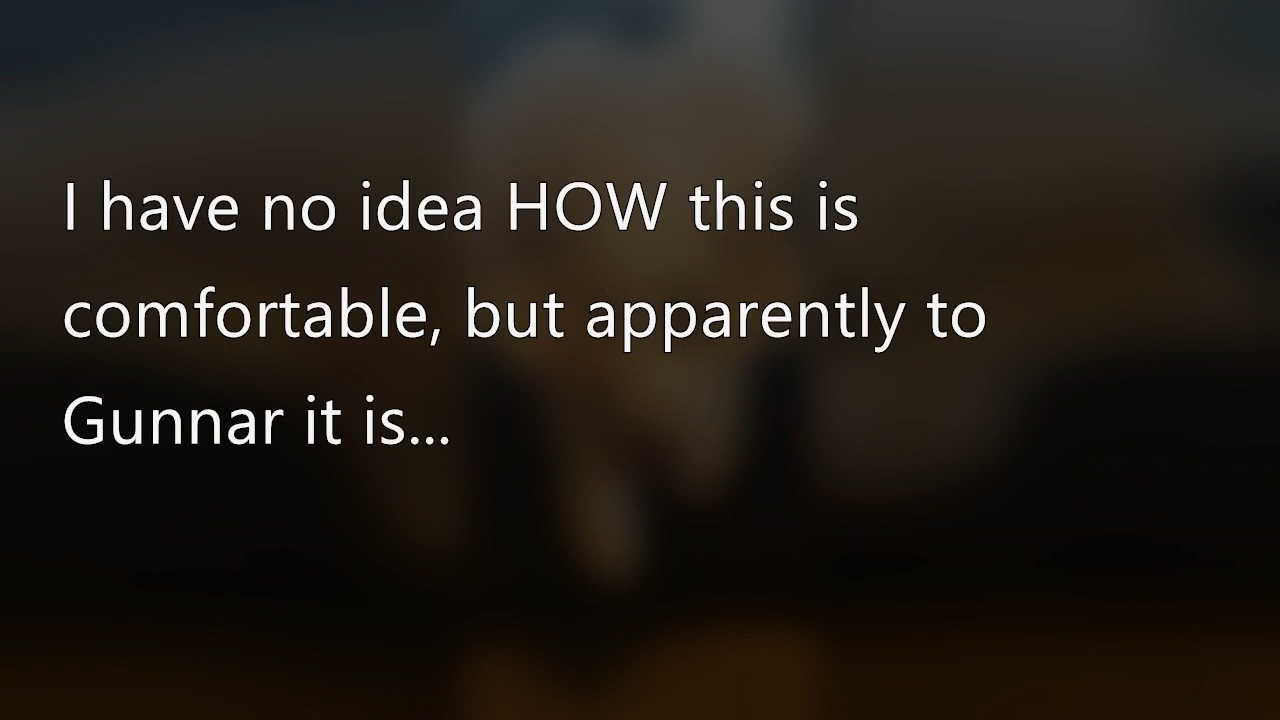 I have no idea HOW this is
comfortable, but apparently to
Gunnar it is...